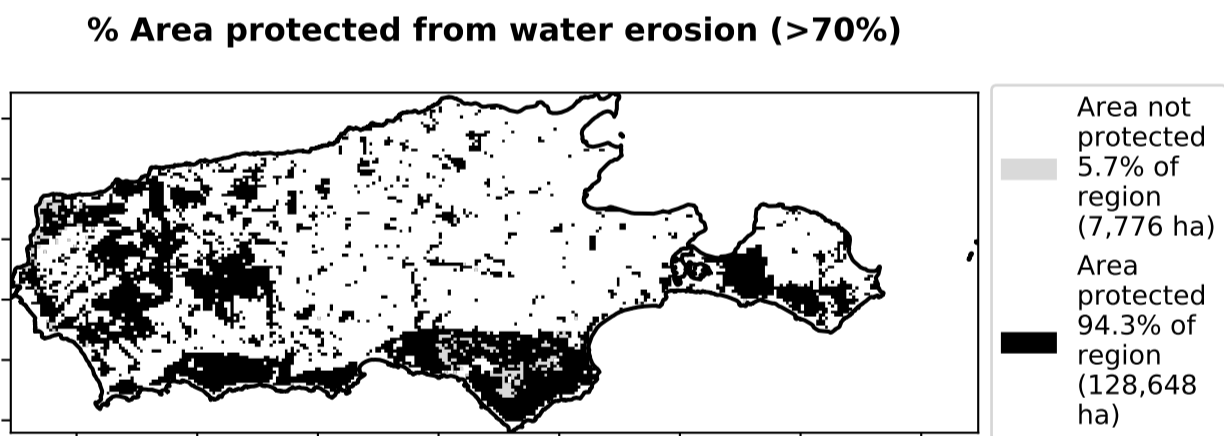 % Area protected from water erosion (>70%)
Area not
protected
5.7% of
region
(7,776 ha)
Area
protected
94.3% of
region
(128,648
ha)